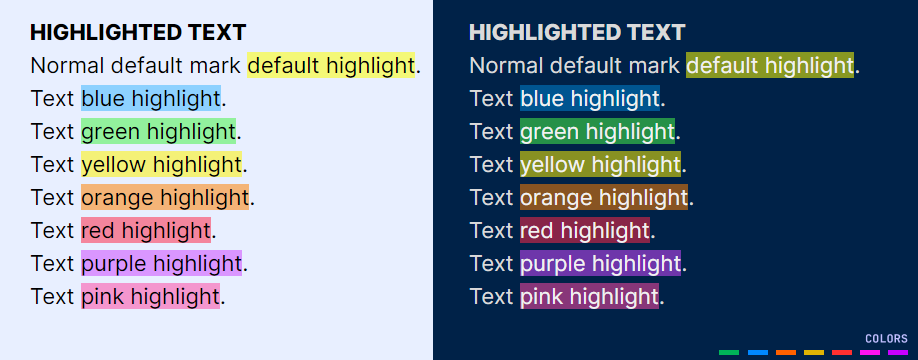 HIGHLIGHTED TEXT
Normal default mark default highlight.
Text blue highlight.
Text green highlight.
Text yellow highlight.
Text orange highlight.
Text red highlight.
Text purple highlight.
Text pink highlight.
HIGHLIGHTED TEXT
Normal default mark default highlight.
Text blue highlight.
Text green highlight.
Text yellow highlight.
Text orange highlight.
Text red highlight.
Text purple highlight.
Text pink highlight.
COLORS